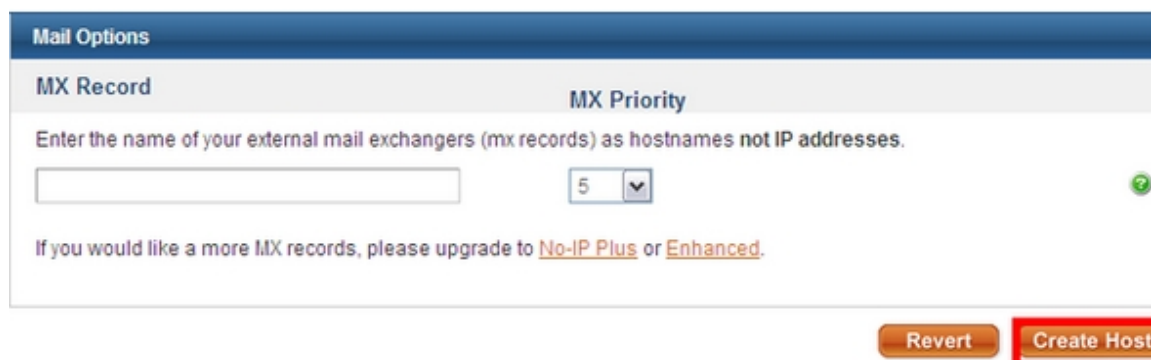 Mail Options
MX Record
MX Priority
Enter the name of your external mail exchangers (mx records) as hostnames not IP addresses.
5
If you would like a more MX records, please upgrade to No-IP Plus or Enhanced.
Revert
Create Host